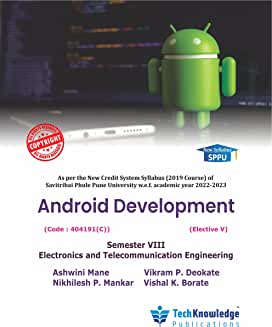 COPYRIGHT
New Syllabus
SPPU
As per the New Credit System Syllabus (2019 Course) of
Savitribai Phule Pune University w.e.f. academic year 2022-2023
Android Development
(Code : 404191(C)) (Elective V)
Semester VIII
Electronics and Telecommunication Engineering
Ashwini Mane Vikram P. Deokate
Nikhilesh P. Mankar Vishal K. Borate
TechKnowledge
Publications